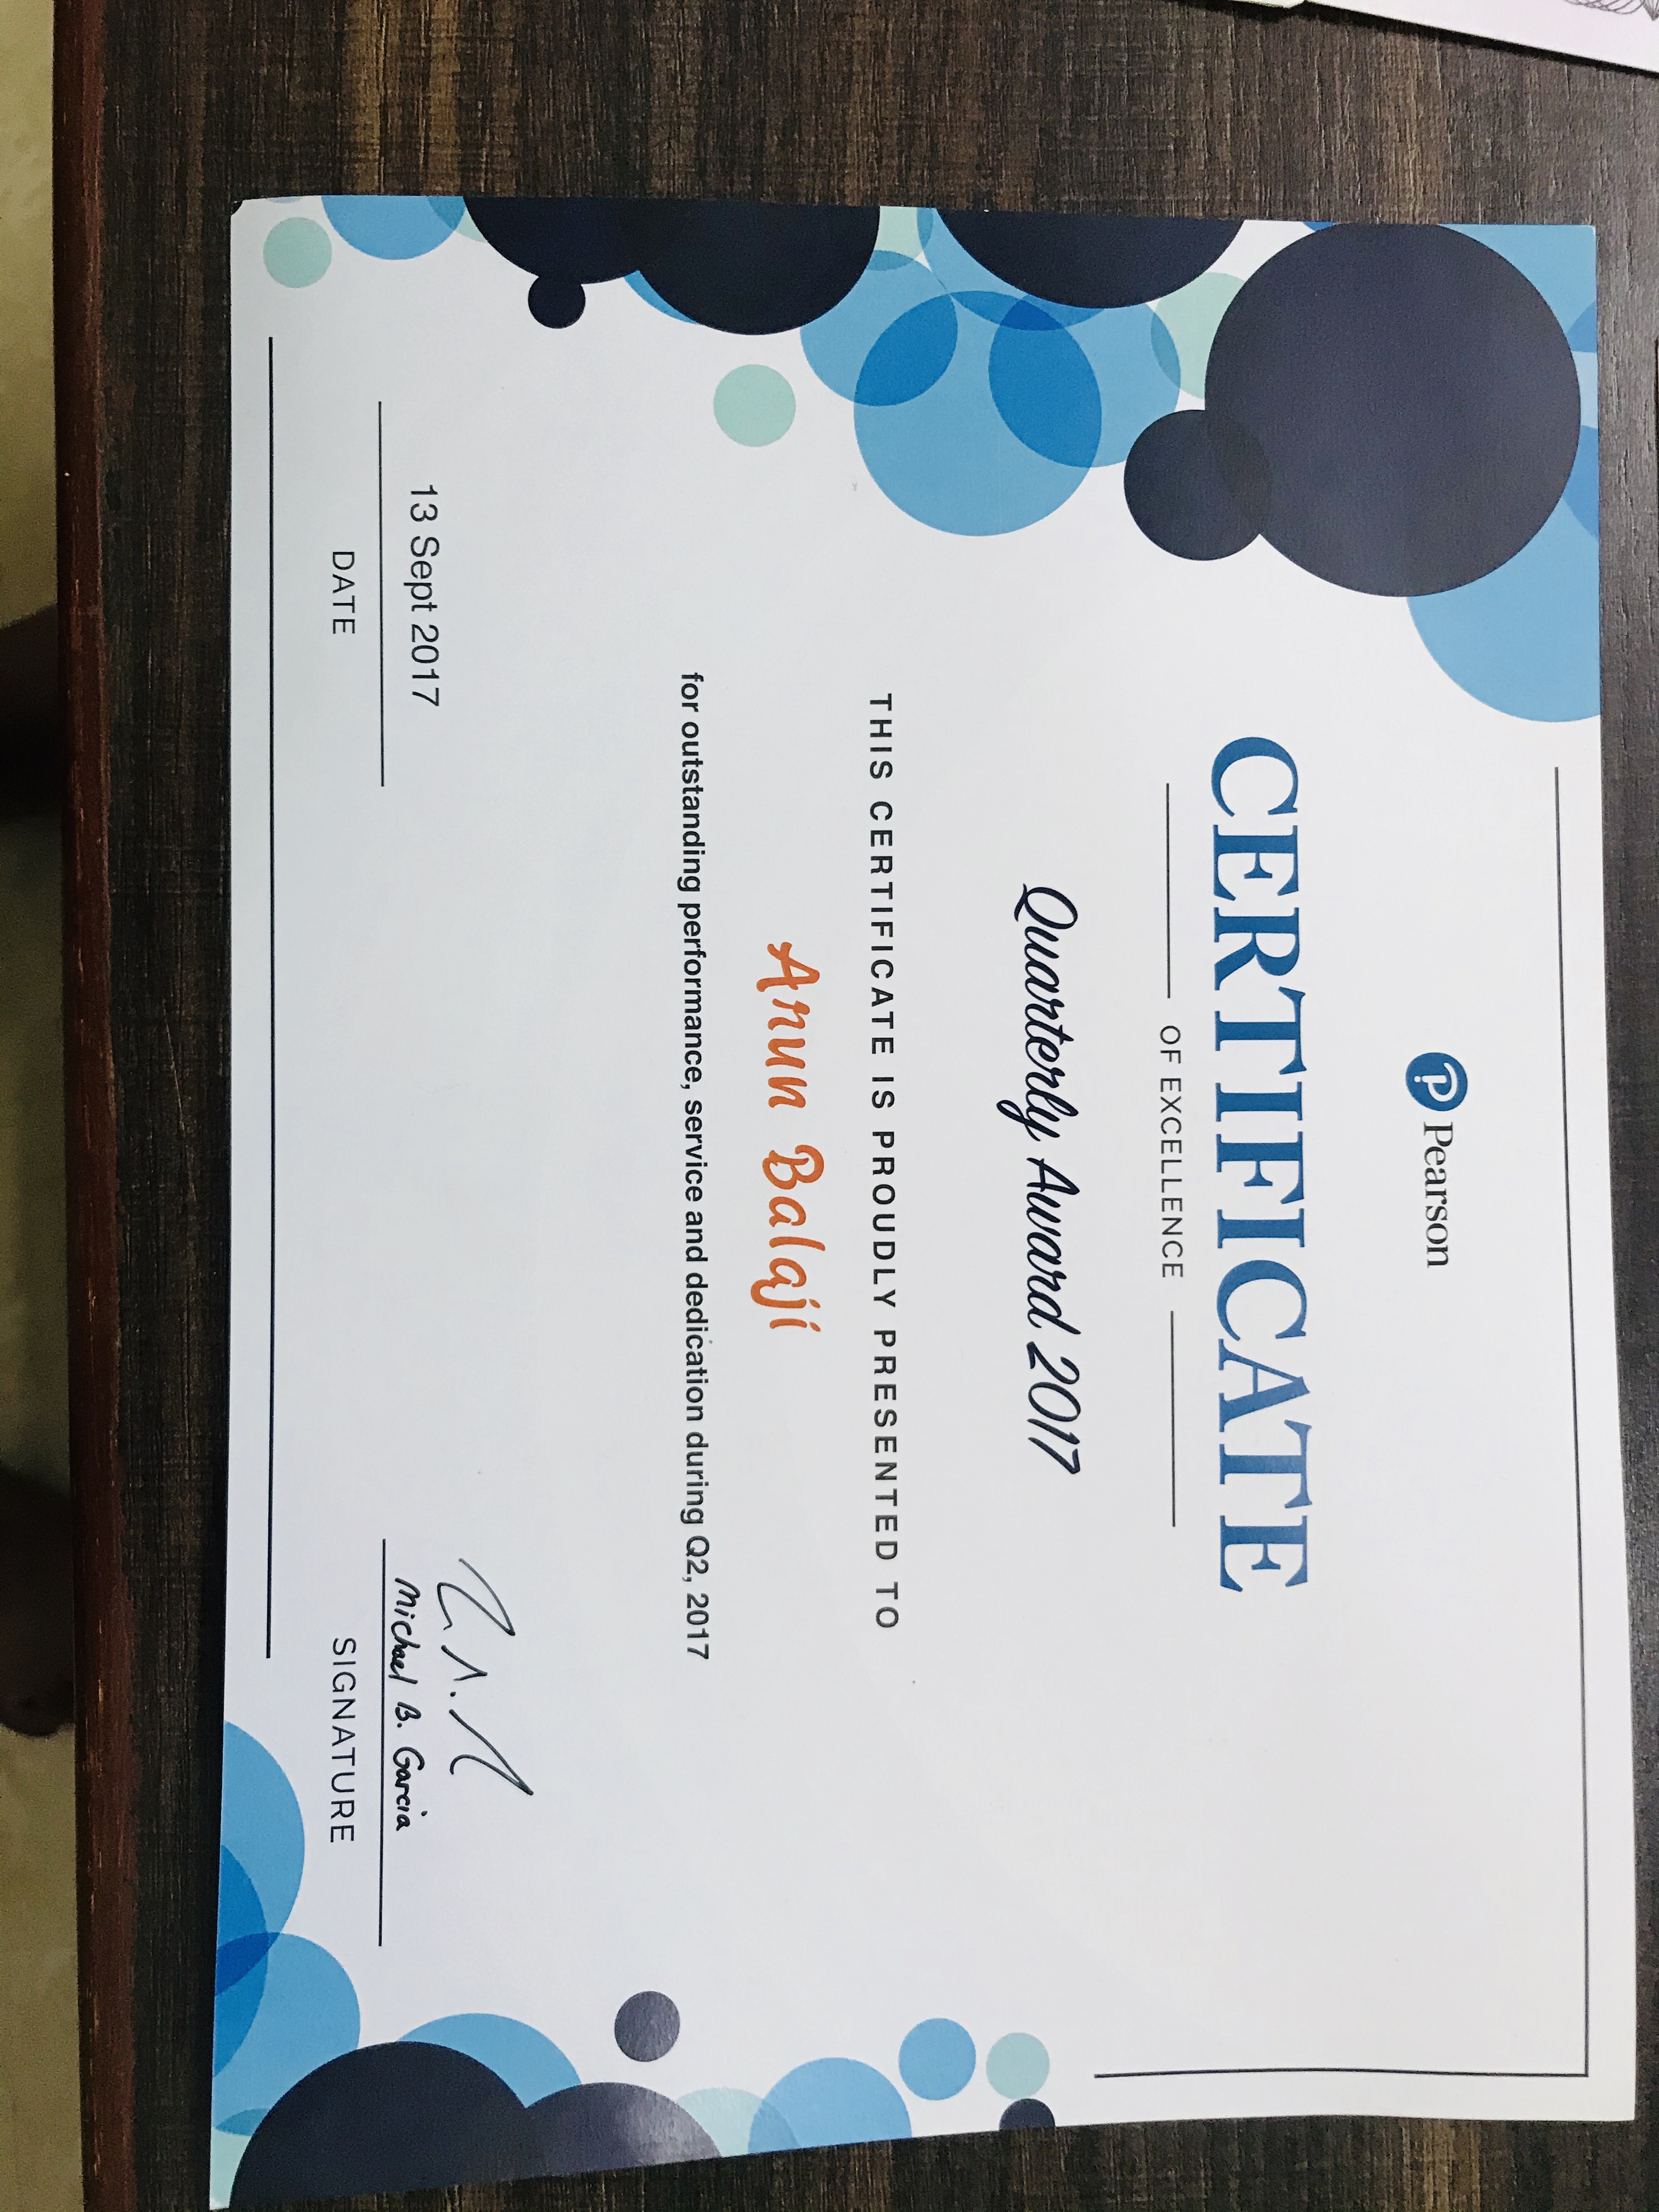 Pearson
CERTIFICATE
OF EXCELLENCE
Quarterly Award 2017
THIS CERTIFICATE IS PROUDLY PRESENTED TO
Arun Balaji
for outstanding performance, service and dedication during Q2, 2017
13 Sept 2017
DATE
Michael B. Garcia
SIGNATURE